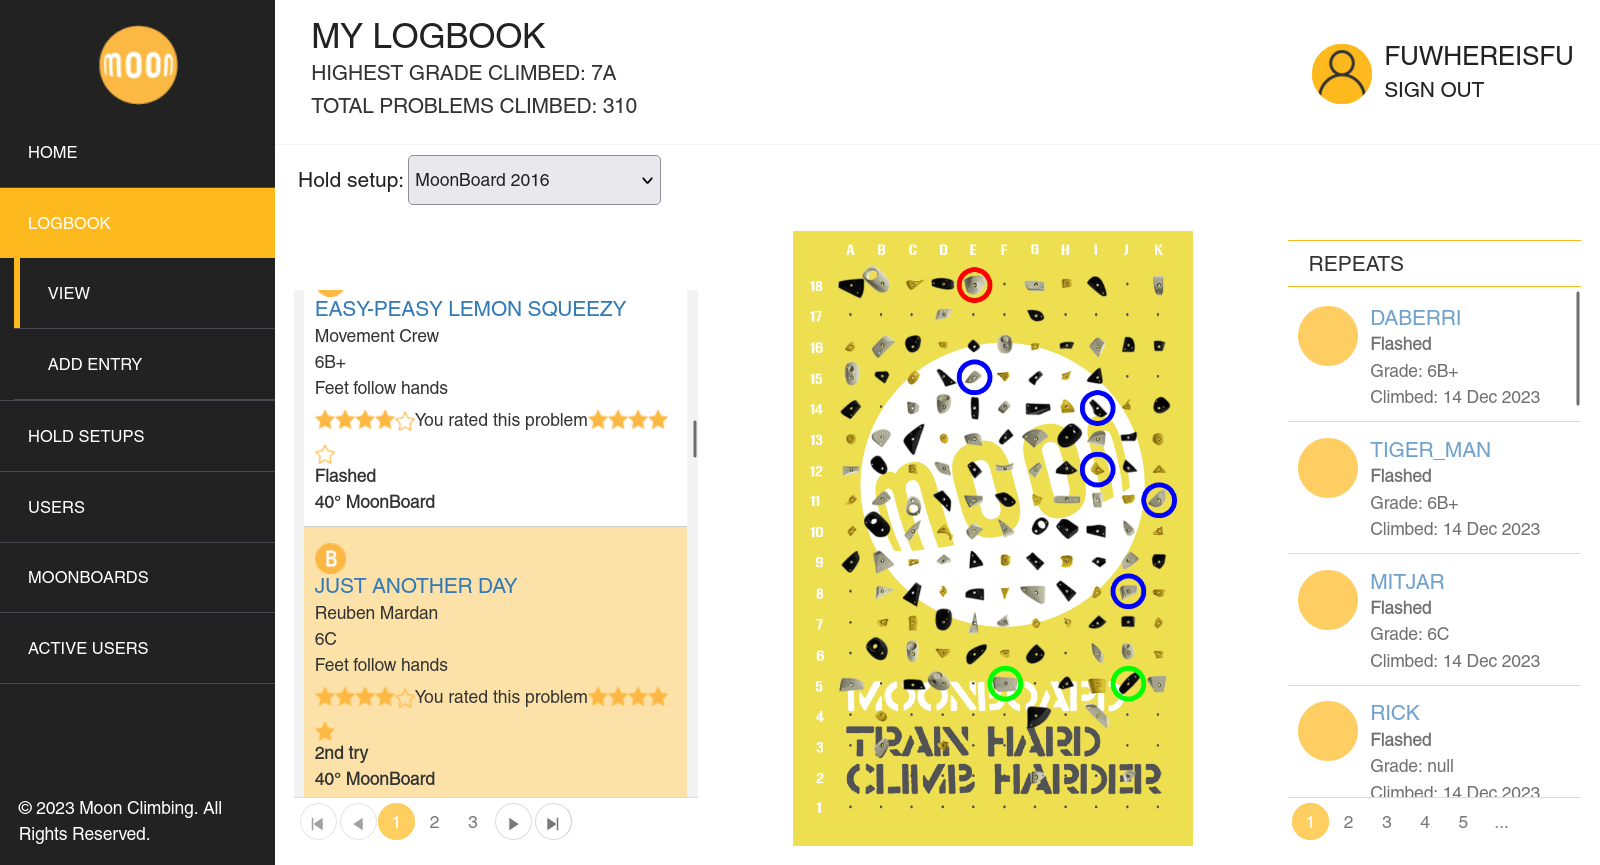 moon
HOME
LOGBOOK
VIEW
ADD ENTRY
HOLD SETUPS
USERS
MOONBOARDS
ACTIVE USERS
© 2023 Moon Climbing. All
Rights Reserved.
MY LOGBOOK
HIGHEST GRADE CLIMBED: 7A
TOTAL PROBLEMS CLIMBED: 310
FUWHEREISFU
SIGN OUT
Hold setup: MoonBoard 2016
EASY-PEASY LEMON SQUEEZY
Movement Crew
6B+
Feet follow hands
You rated this problem
Flashed
40° MoonBoard
B
JUST ANOTHER DAY
Reuben Mardan
6C
Feet follow hands
You rated this problem
2nd try
40° MoonBoard
1 2 3
A B C D E F G H I J K
18
17
16
15
14
13
12
11
10
9
8
7
6
5
4
3
2
1
moon
MOONBOARD
TRAIN HARD
CLIMB HARDER
REPEATS
DABERRI
Flashed
Grade: 6B+
Climbed: 14 Dec 2023
TIGER_MAN
Flashed
Grade: 6B+
Climbed: 14 Dec 2023
MITJAR
Flashed
Grade: 6C
Climbed: 14 Dec 2023
RICK
Flashed
Grade: null
Climbed: 14 Dec 2023
1 2 3 4 5 ...